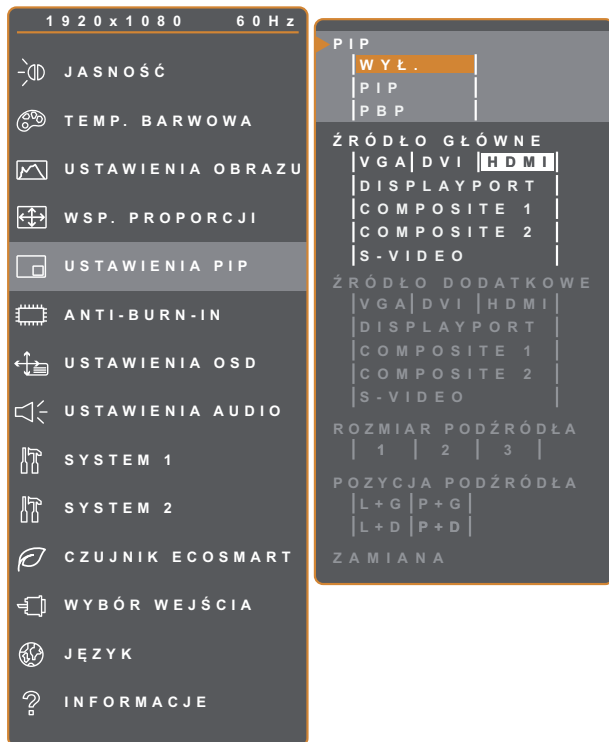 1920x1080 60Hz
JASNOŚĆ
TEMP. BARWOWA
USTAWIENIA OBRAZU
WSP. PROPORCJI
USTAWIENIA PIP
ANTI-BURN-IN
USTAWIENIA OSD
USTAWIENIA AUDIO
SYSTEM 1
SYSTEM 2
CZUJNIK ECOSMART
WYBÓR WEJŚCIA
JĘZYK
INFORMACJE
PIP
WYŁ.
PIP
PBP
ŹRÓDŁO GŁÓWNE
VGA DVI HDMI
DISPLAYPORT
COMPOSITE 1
COMPOSITE 2
S-VIDEO
ŹRÓDŁO DODATKOWE
VGA DVI HDMI
DISPLAYPORT
COMPOSITE 1
COMPOSITE 2
S-VIDEO
ROZMIAR PODŹRÓDŁA
1 2 3
POZYCJA PODŹRÓDŁA
L+G P+G
L+D P+D
ZAMIANA